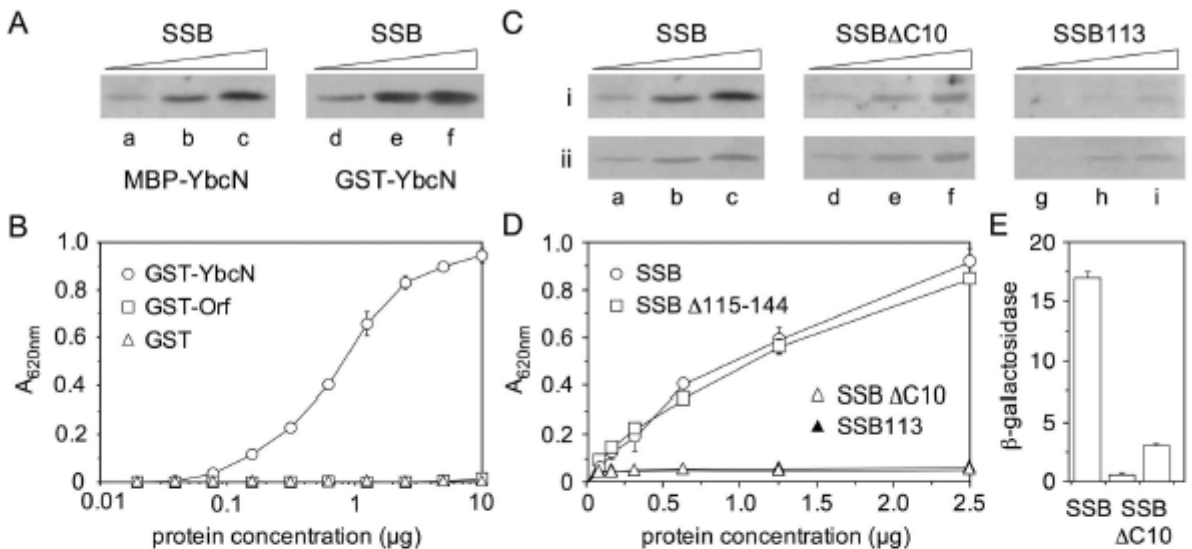 A
SSB SSB
a b c d e f
MBP-YbcN GST-YbcN
C
SSB SSBΔC10 SSB113
i
ii
a b c d e f g h i
B
1.0
0.8
0.6
0.4
0.2
0
A620nm
GST-YbcN
GST-Orf
GST
0.01 0.1 1 10
protein concentration (µg)
D
1.0
0.8
0.6
0.4
0.2
0
A620nm
SSB
SSB Δ115-144
SSB ΔC10
SSB113
0 0.5 1.0 1.5 2.0 2.5
protein concentration (µg)
E
20
15
10
5
0
β-galactosidase
SSB SSB
ΔC10